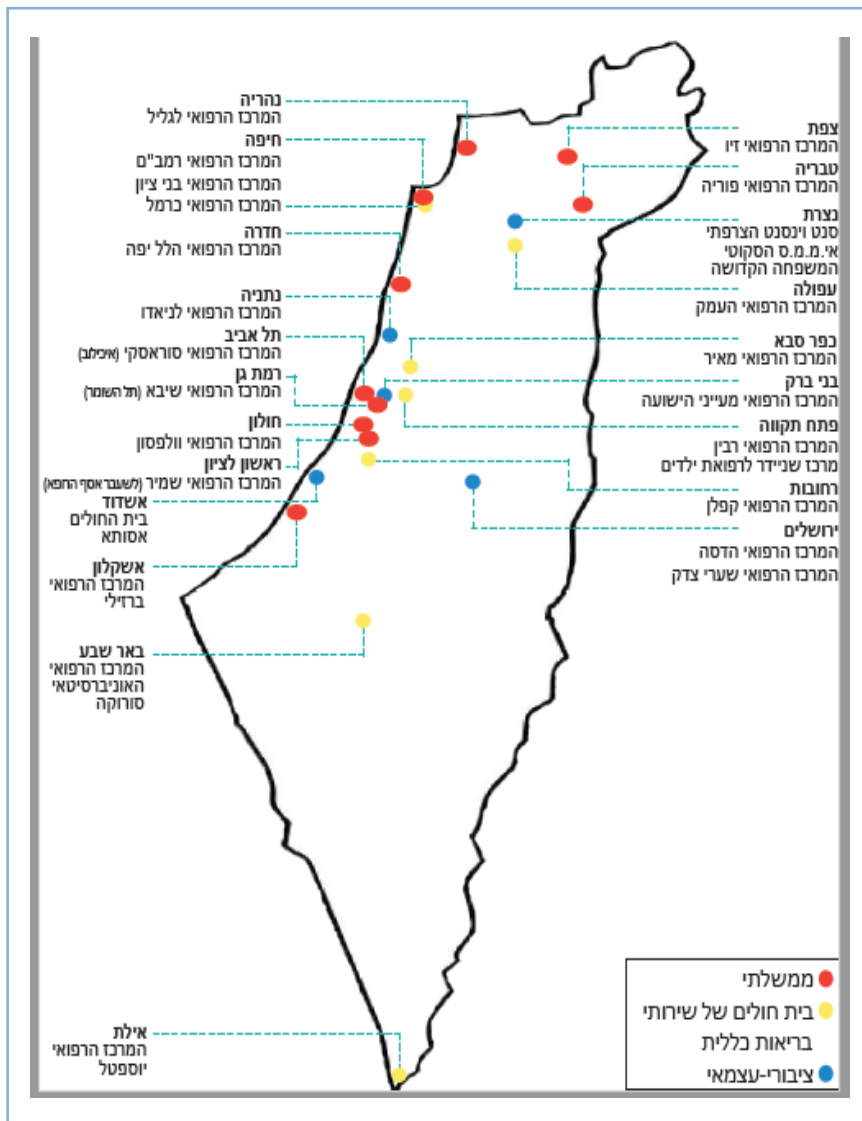 נהריה
המרכז הרפואי לגליל
חיפה
המרכז הרפואי רמב"ם
המרכז הרפואי בני ציון
המרכז הרפואי כרמל
חדרה
המרכז הרפואי הלל יפה
נתניה
המרכז הרפואי לניאדו
תל אביב
המרכז הרפואי סוראסקי (איכילוב)
רמת גן
המרכז הרפואי שיבא (תל השומר)
חולון
המרכז הרפואי וולפסון
ראשון לציון
המרכז הרפואי שמיר (לשעבר אסף הרופא)
אשדוד
בית החולים
אסותא
אשקלון
המרכז הרפואי
ברזילי
באר שבע
המרכז הרפואי
האוניברסיטאי
סורוקה
אילת
המרכז הרפואי
יוספטל
צפת
המרכז הרפואי זיו
טבריה
המרכז הרפואי פוריה
נצרת
סנט וינסנט הצרפתי
אי.מ.מ.ס הסקוטי
המשפחה הקדושה
עפולה
המרכז הרפואי העמק
כפר סבא
המרכז הרפואי מאיר
בני ברק
המרכז הרפואי מעייני הישועה
פתח תקווה
המרכז הרפואי רבין
מרכז שניידר לרפואת ילדים
רחובות
המרכז הרפואי קפלן
ירושלים
המרכז הרפואי הדסה
המרכז הרפואי שערי צדק
ממשלתי
בית חולים של שירותי
בריאות כללית
ציבורי-עצמאי